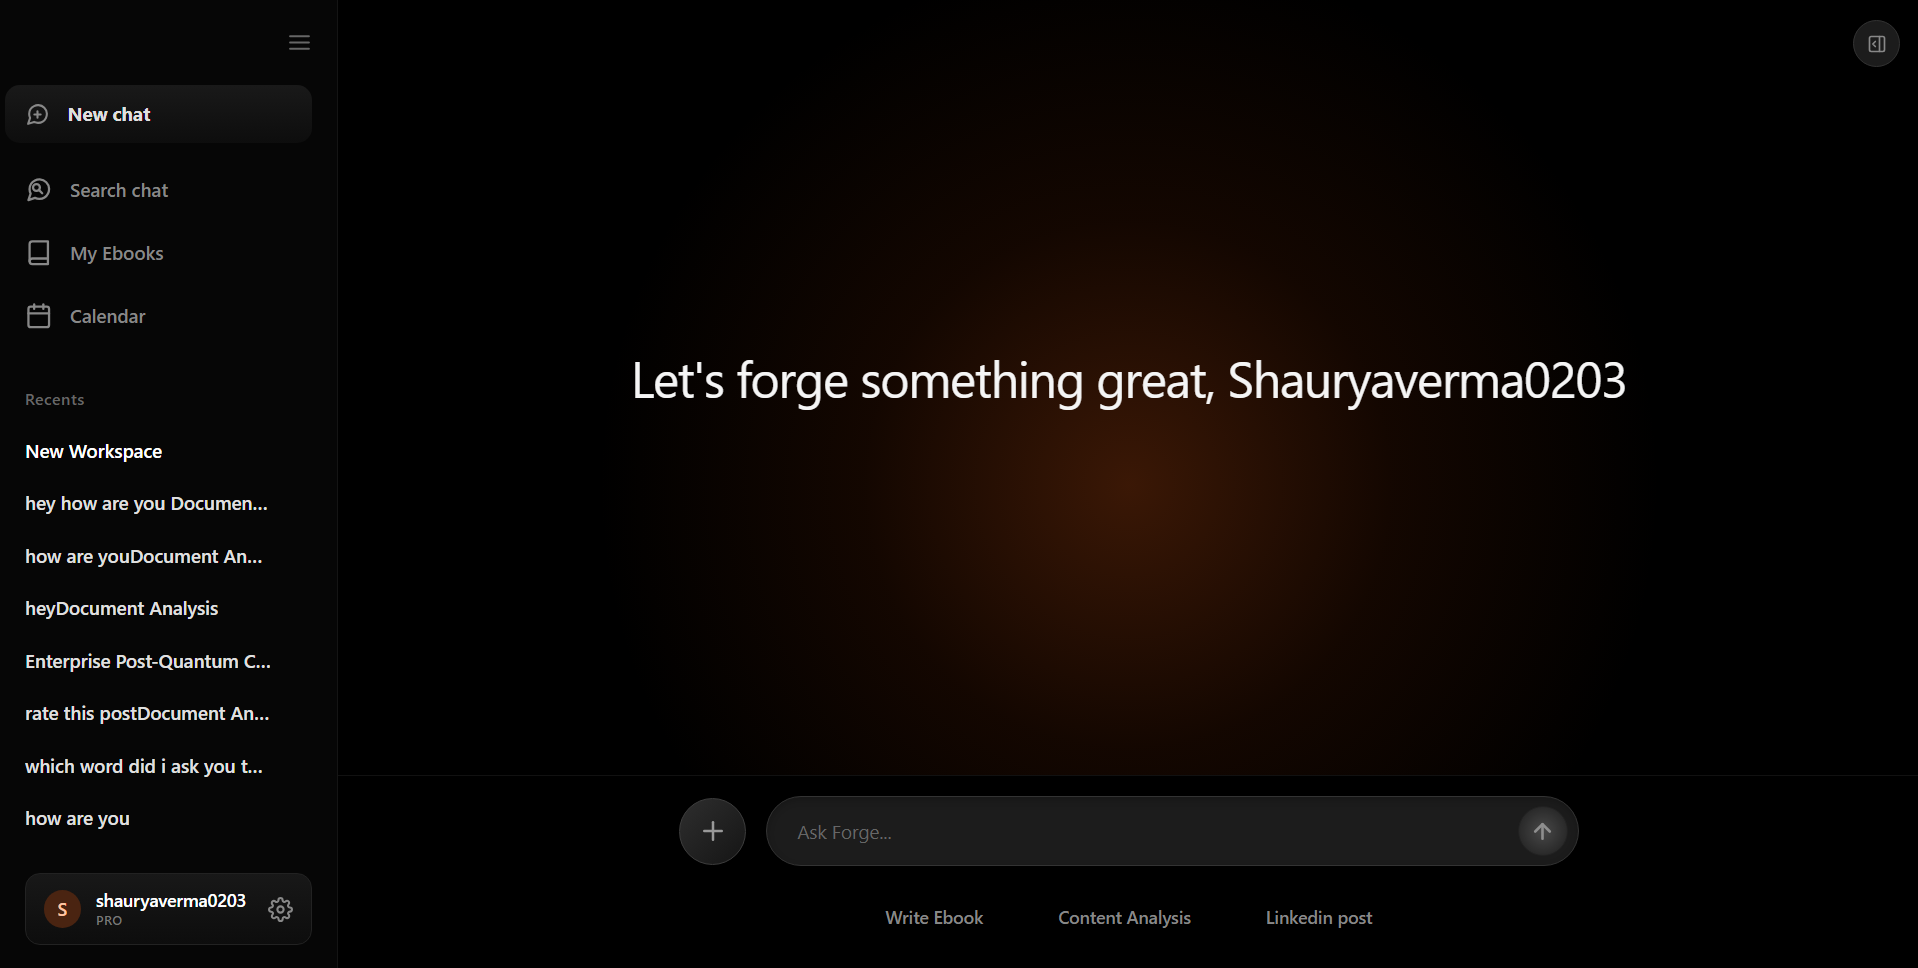 New chat
Search chat
My Ebooks
Calendar
Recents
New Workspace
hey how are you Documen...
how are youDocument An...
heyDocument Analysis
Enterprise Post-Quantum C...
rate this postDocument An...
which word did i ask you t...
how are you
S
shauryaverma0203
PRO
Let's forge something great, Shauryaverma0203
Ask Forge...
Write Ebook
Content Analysis
Linkedin post